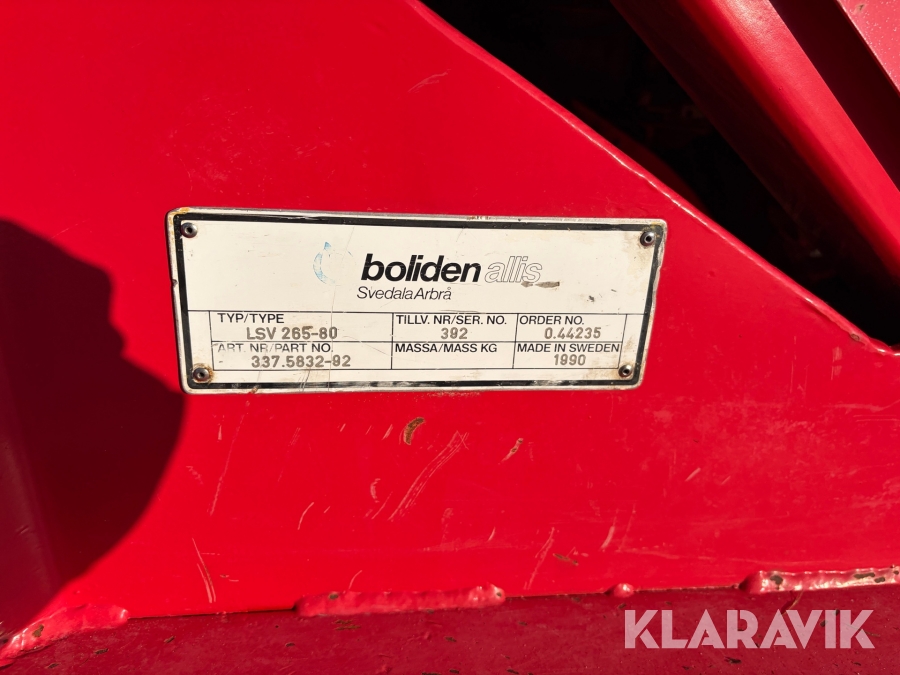 boliden allis
Svedala Arbrå
TYP/TYPE TILLV. NR/SER. NO. ORDER NO.
LSV 265-80 392 0.44235
ART. NR/PART NO. MASSA/MASS KG MADE IN SWEDEN
337.5832-92 1990
KLARAVIK